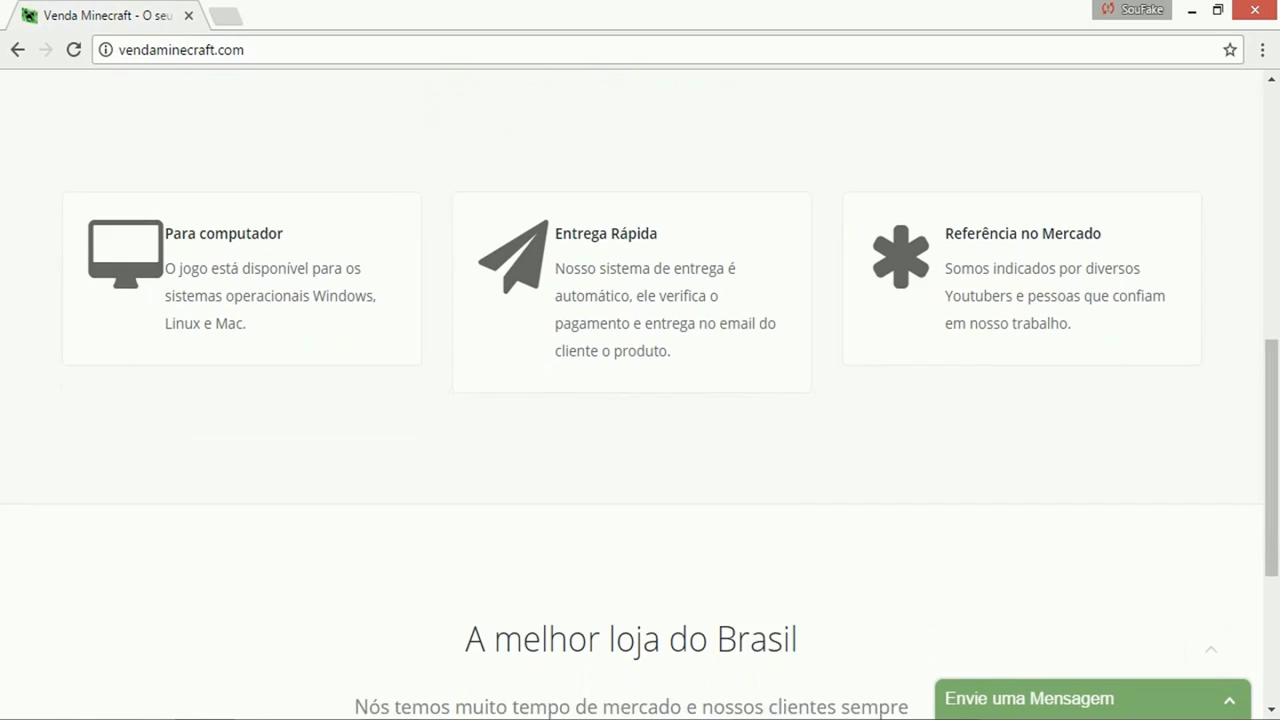 Venda Minecraft - O seu
SouFake
vendaminecraft.com
Para computador
O jogo está disponível para os
sistemas operacionais Windows,
Linux e Mac.
Entrega Rápida
Nosso sistema de entrega é
automático, ele verifica o
pagamento e entrega no email do
cliente o produto.
Referência no Mercado
Somos indicados por diversos
Youtubers e pessoas que confiam
em nosso trabalho.
A melhor loja do Brasil
Nós temos muito tempo de mercado e nossos clientes sempre
Envie uma Mensagem